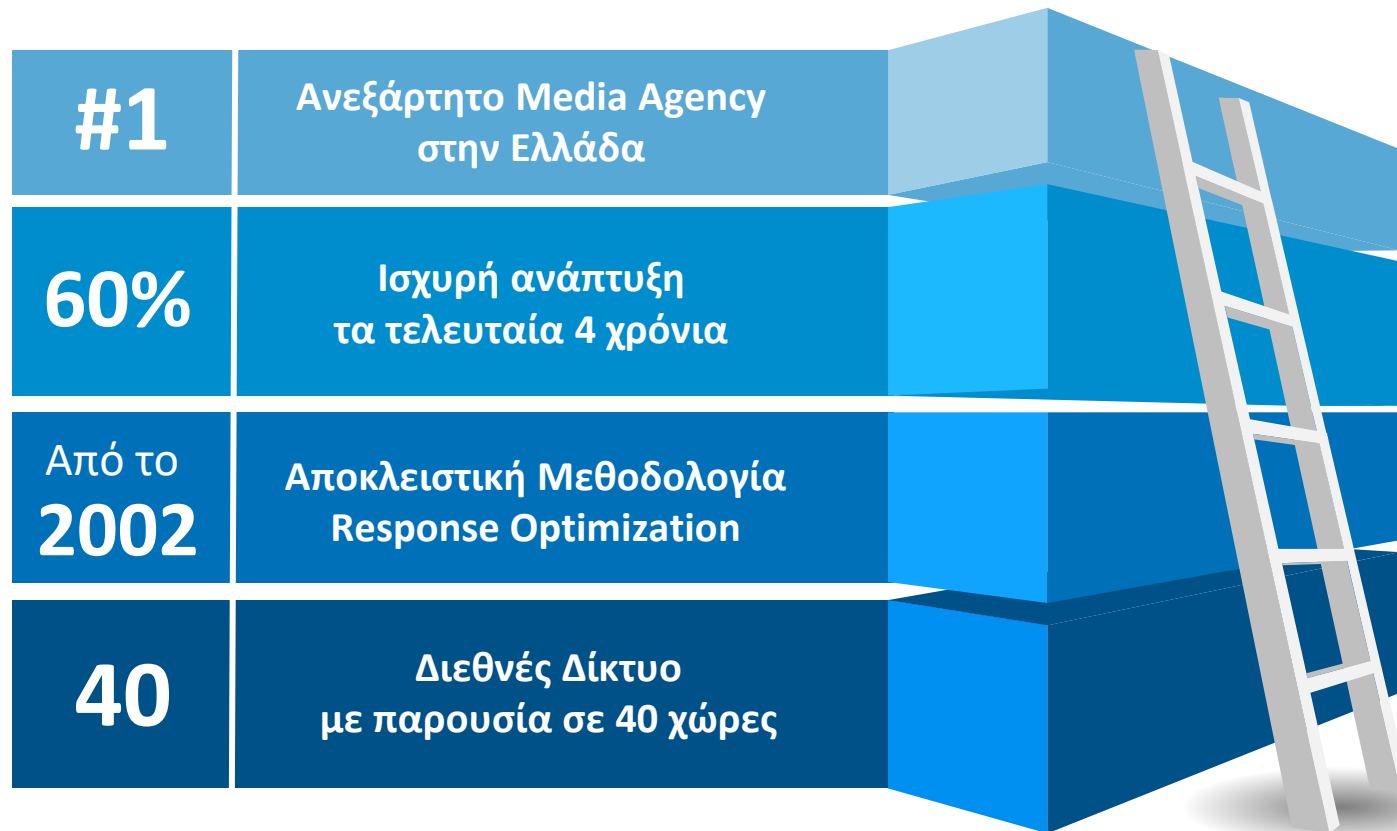 #1
Ανεξάρτητο Media Agency
στην Ελλάδα
60%
Ισχυρή ανάπτυξη
τα τελευταία 4 χρόνια
Από το
2002
Αποκλειστική Μεθοδολογία
Response Optimization
40
Διεθνές Δίκτυο
με παρουσία σε 40 χώρες